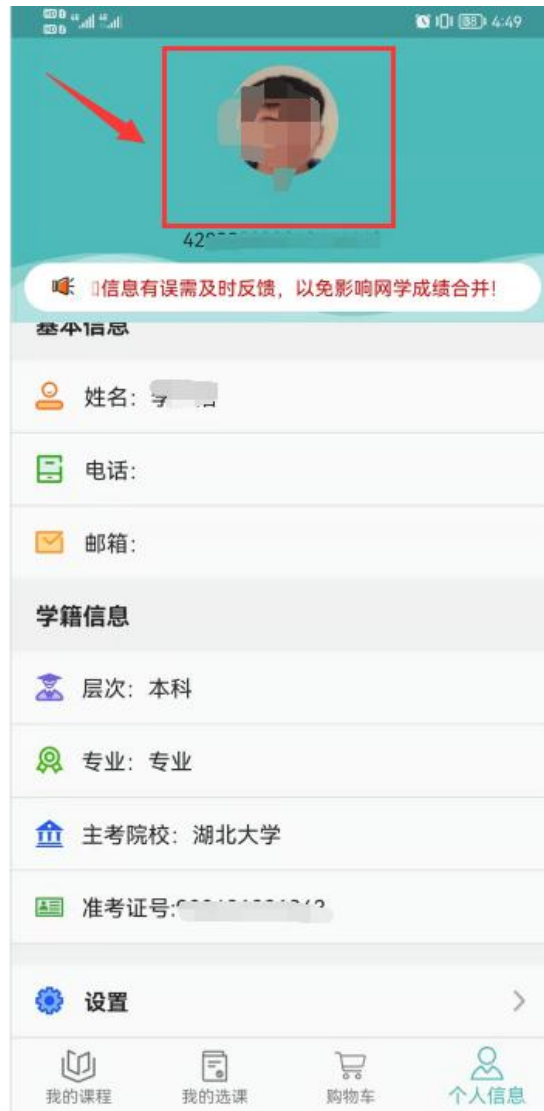 4:49
信息有误需及时反馈，以免影响网学成绩合并！
基本信息
姓名：
电话：
邮箱：
学籍信息
层次：本科
专业：专业
主考院校：湖北大学
准考证号:
设置
我的课程
我的选课
购物车
个人信息